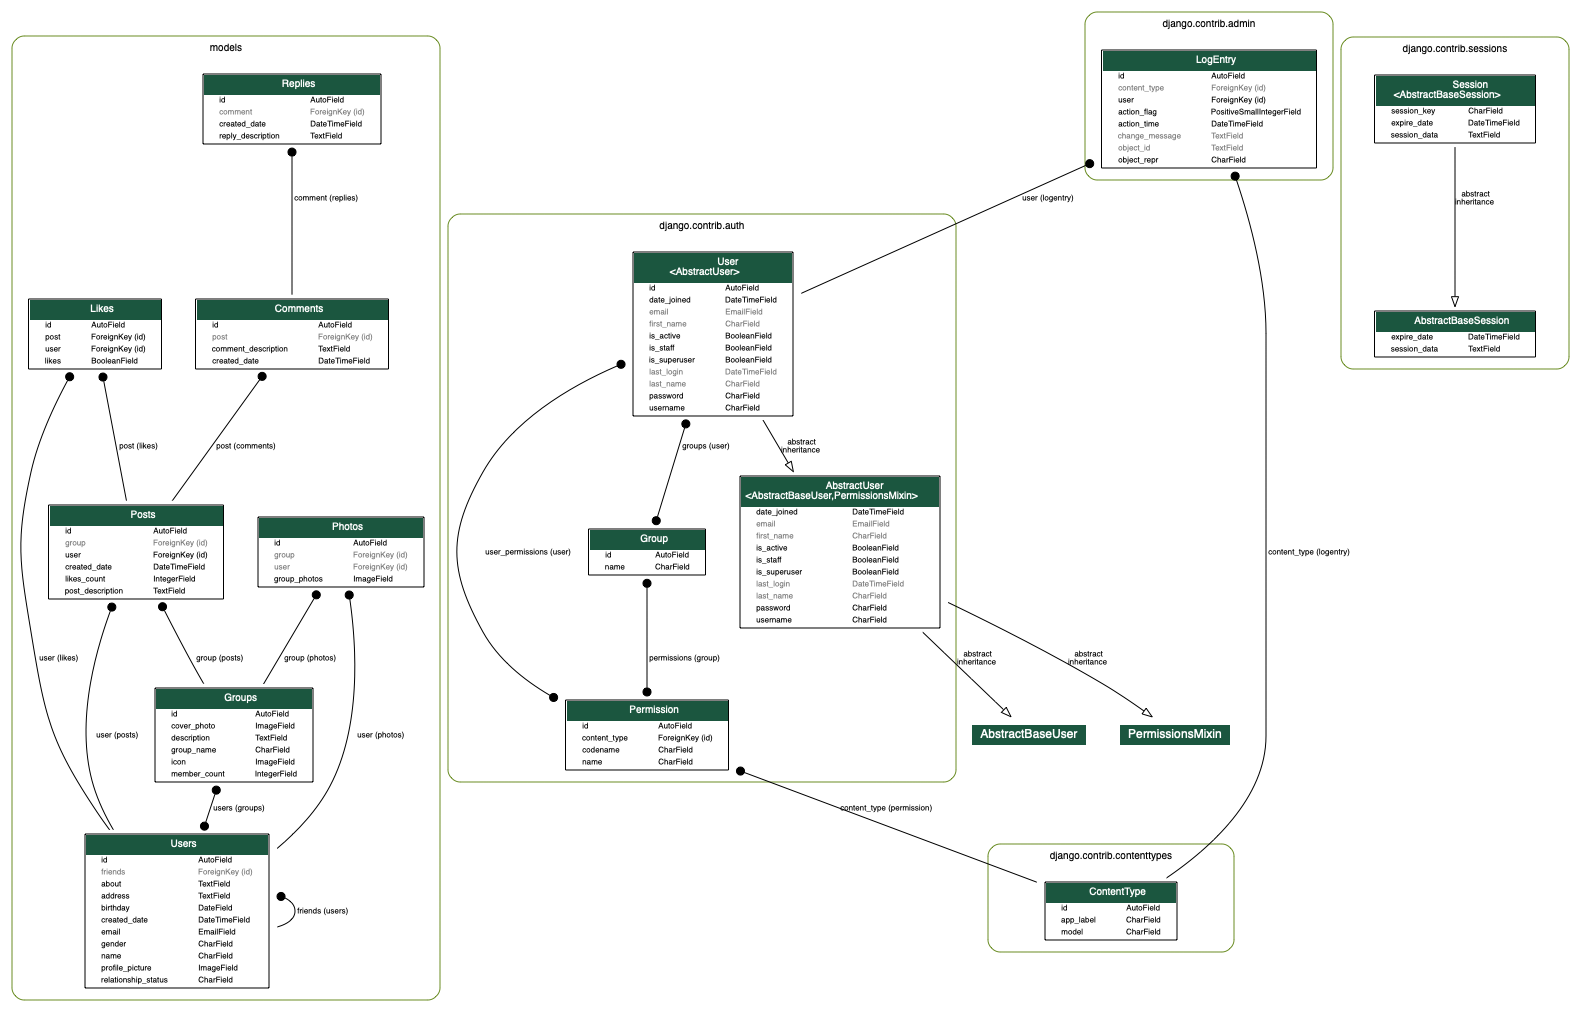 models
Replies
id AutoField
comment ForeignKey (id)
created_date DateTimeField
reply_description TextField
comment (replies)
Likes
id AutoField
post ForeignKey (id)
user ForeignKey (id)
likes BooleanField
Comments
id AutoField
post ForeignKey (id)
comment_description TextField
created_date DateTimeField
post (likes)
post (comments)
Posts
id AutoField
group ForeignKey (id)
user ForeignKey (id)
created_date DateTimeField
likes_count IntegerField
post_description TextField
Photos
id AutoField
group ForeignKey (id)
user ForeignKey (id)
group_photos ImageField
user (likes)
group (posts)
group (photos)
Groups
id AutoField
cover_photo ImageField
description TextField
group_name CharField
icon ImageField
member_count IntegerField
user (posts)
user (photos)
users (groups)
Users
id AutoField
friends ForeignKey (id)
about TextField
address TextField
birthday DateField
created_date DateTimeField
email EmailField
gender CharField
name CharField
profile_picture ImageField
relationship_status CharField
friends (users)
django.contrib.auth
User
<AbstractUser>
id AutoField
date_joined DateTimeField
email EmailField
first_name CharField
is_active BooleanField
is_staff BooleanField
is_superuser BooleanField
last_login DateTimeField
last_name CharField
password CharField
username CharField
groups (user)
abstract
inheritance
AbstractUser
<AbstractBaseUser,PermissionsMixin>
date_joined DateTimeField
email EmailField
first_name CharField
is_active BooleanField
is_staff BooleanField
is_superuser BooleanField
last_login DateTimeField
last_name CharField
password CharField
username CharField
Group
id AutoField
name CharField
user_permissions (user)
permissions (group)
Permission
id AutoField
content_type ForeignKey (id)
codename CharField
name CharField
abstract
inheritance
abstract
inheritance
AbstractBaseUser
PermissionsMixin
content_type (permission)
django.contrib.admin
LogEntry
id AutoField
content_type ForeignKey (id)
user ForeignKey (id)
action_flag PositiveSmallIntegerField
action_time DateTimeField
change_message TextField
object_id TextField
object_repr CharField
user (logentry)
content_type (logentry)
django.contrib.contenttypes
ContentType
id AutoField
app_label CharField
model CharField
django.contrib.sessions
Session
<AbstractBaseSession>
session_key CharField
expire_date DateTimeField
session_data TextField
abstract
inheritance
AbstractBaseSession
expire_date DateTimeField
session_data TextField